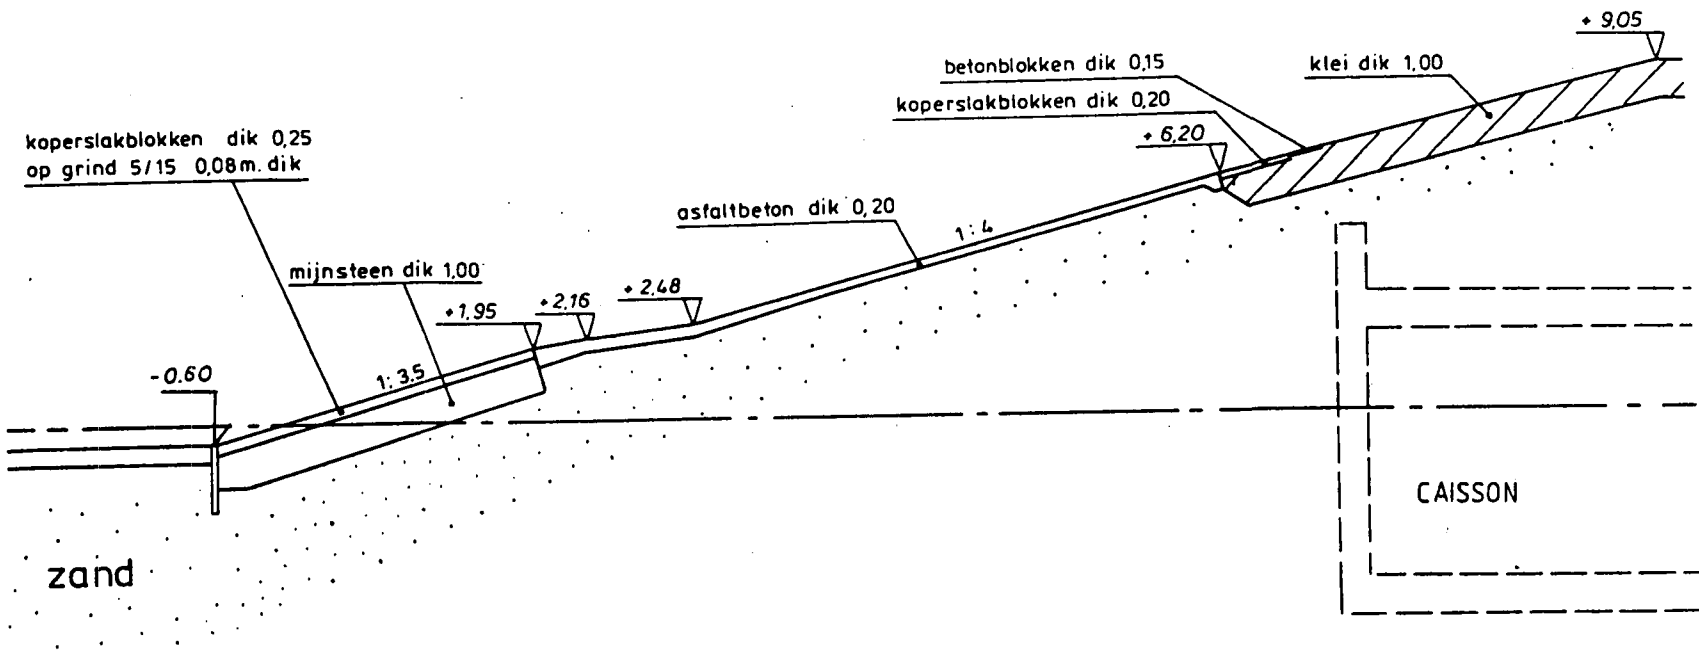 + 9,05
betonblokken dik 0,15
klei dik 1,00
koperslakblokken dik 0,20
+ 6,20
koperslakblokken dik 0,25
op grind 5/15 0,08m. dik
asfaltbeton dik 0,20
1:4
mijnsteen dik 1,00
+2,48
+2,16
+1,95
1:3.5
-0.60
CAISSON
zand